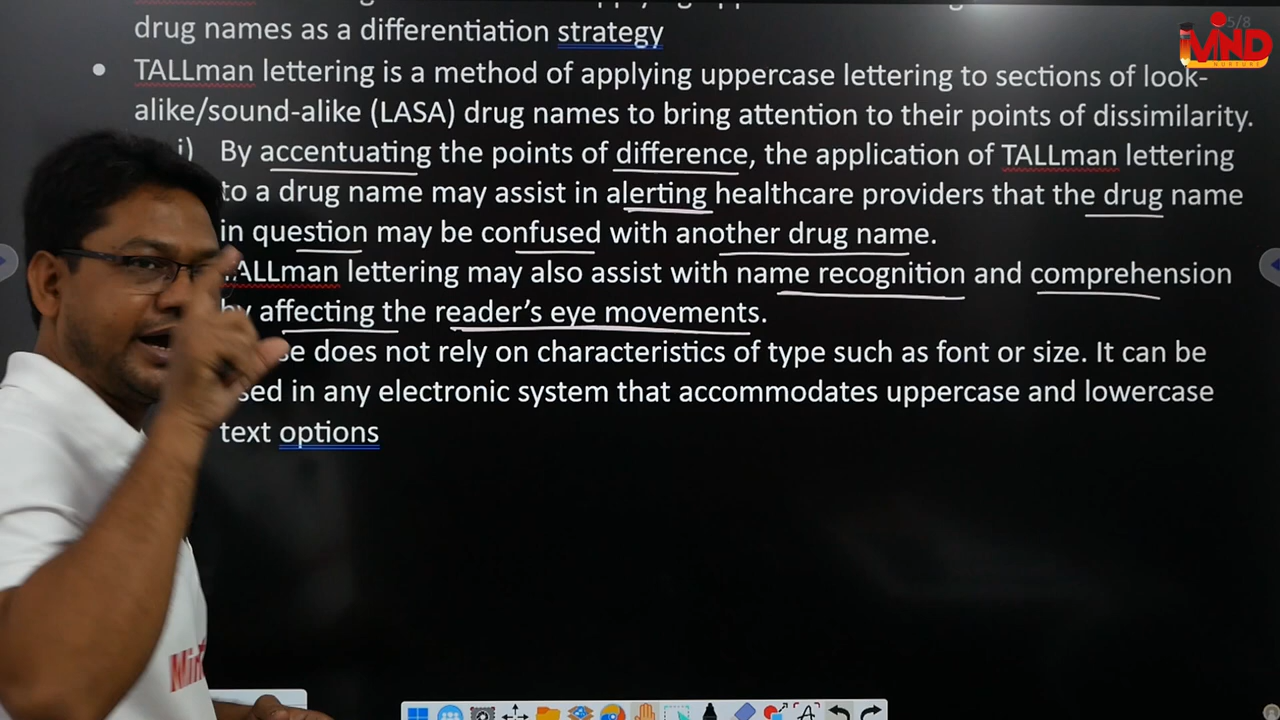 drug names as a differentiation strategy
5/8
MIND
NURTURE
• TALLman lettering is a method of applying uppercase lettering to sections of look-
alike/sound-alike (LASA) drug names to bring attention to their points of dissimilarity.
i) By accentuating the points of difference, the application of TALLman lettering
to a drug name may assist in alerting healthcare providers that the drug name
in question may be confused with another drug name.
TALLman lettering may also assist with name recognition and comprehension
by affecting the reader's eye movements.
does not rely on characteristics of type such as font or size. It can be
in any electronic system that accommodates uppercase and lowercase
text options